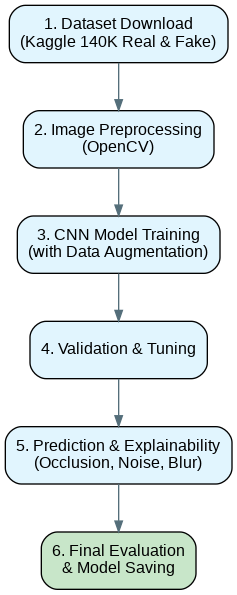 1. Dataset Download
(Kaggle 140K Real & Fake)
2. Image Preprocessing
(OpenCV)
3. CNN Model Training
(with Data Augmentation)
4. Validation & Tuning
5. Prediction & Explainability
(Occlusion, Noise, Blur)
6. Final Evaluation
& Model Saving